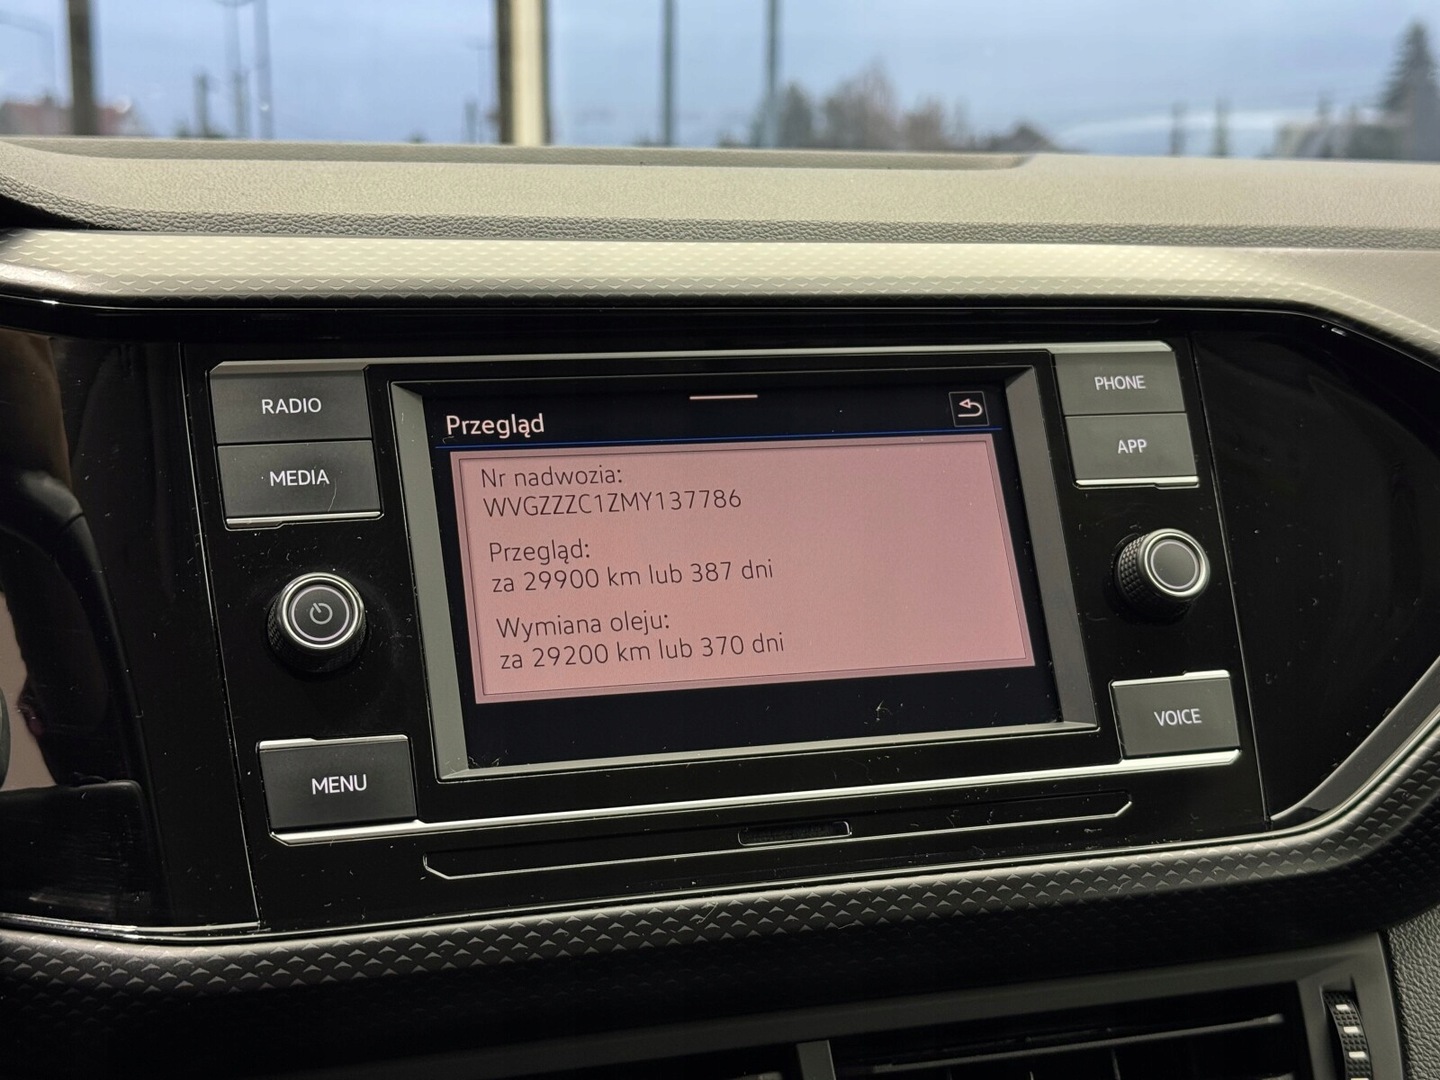 RADIO
MEDIA
MENU
Przegląd
Nr nadwozia:
WVGZZZC1ZMY137786
Przegląd:
za 29900 km lub 387 dni
Wymiana oleju:
za 29200 km lub 370 dni
PHONE
APP
VOICE